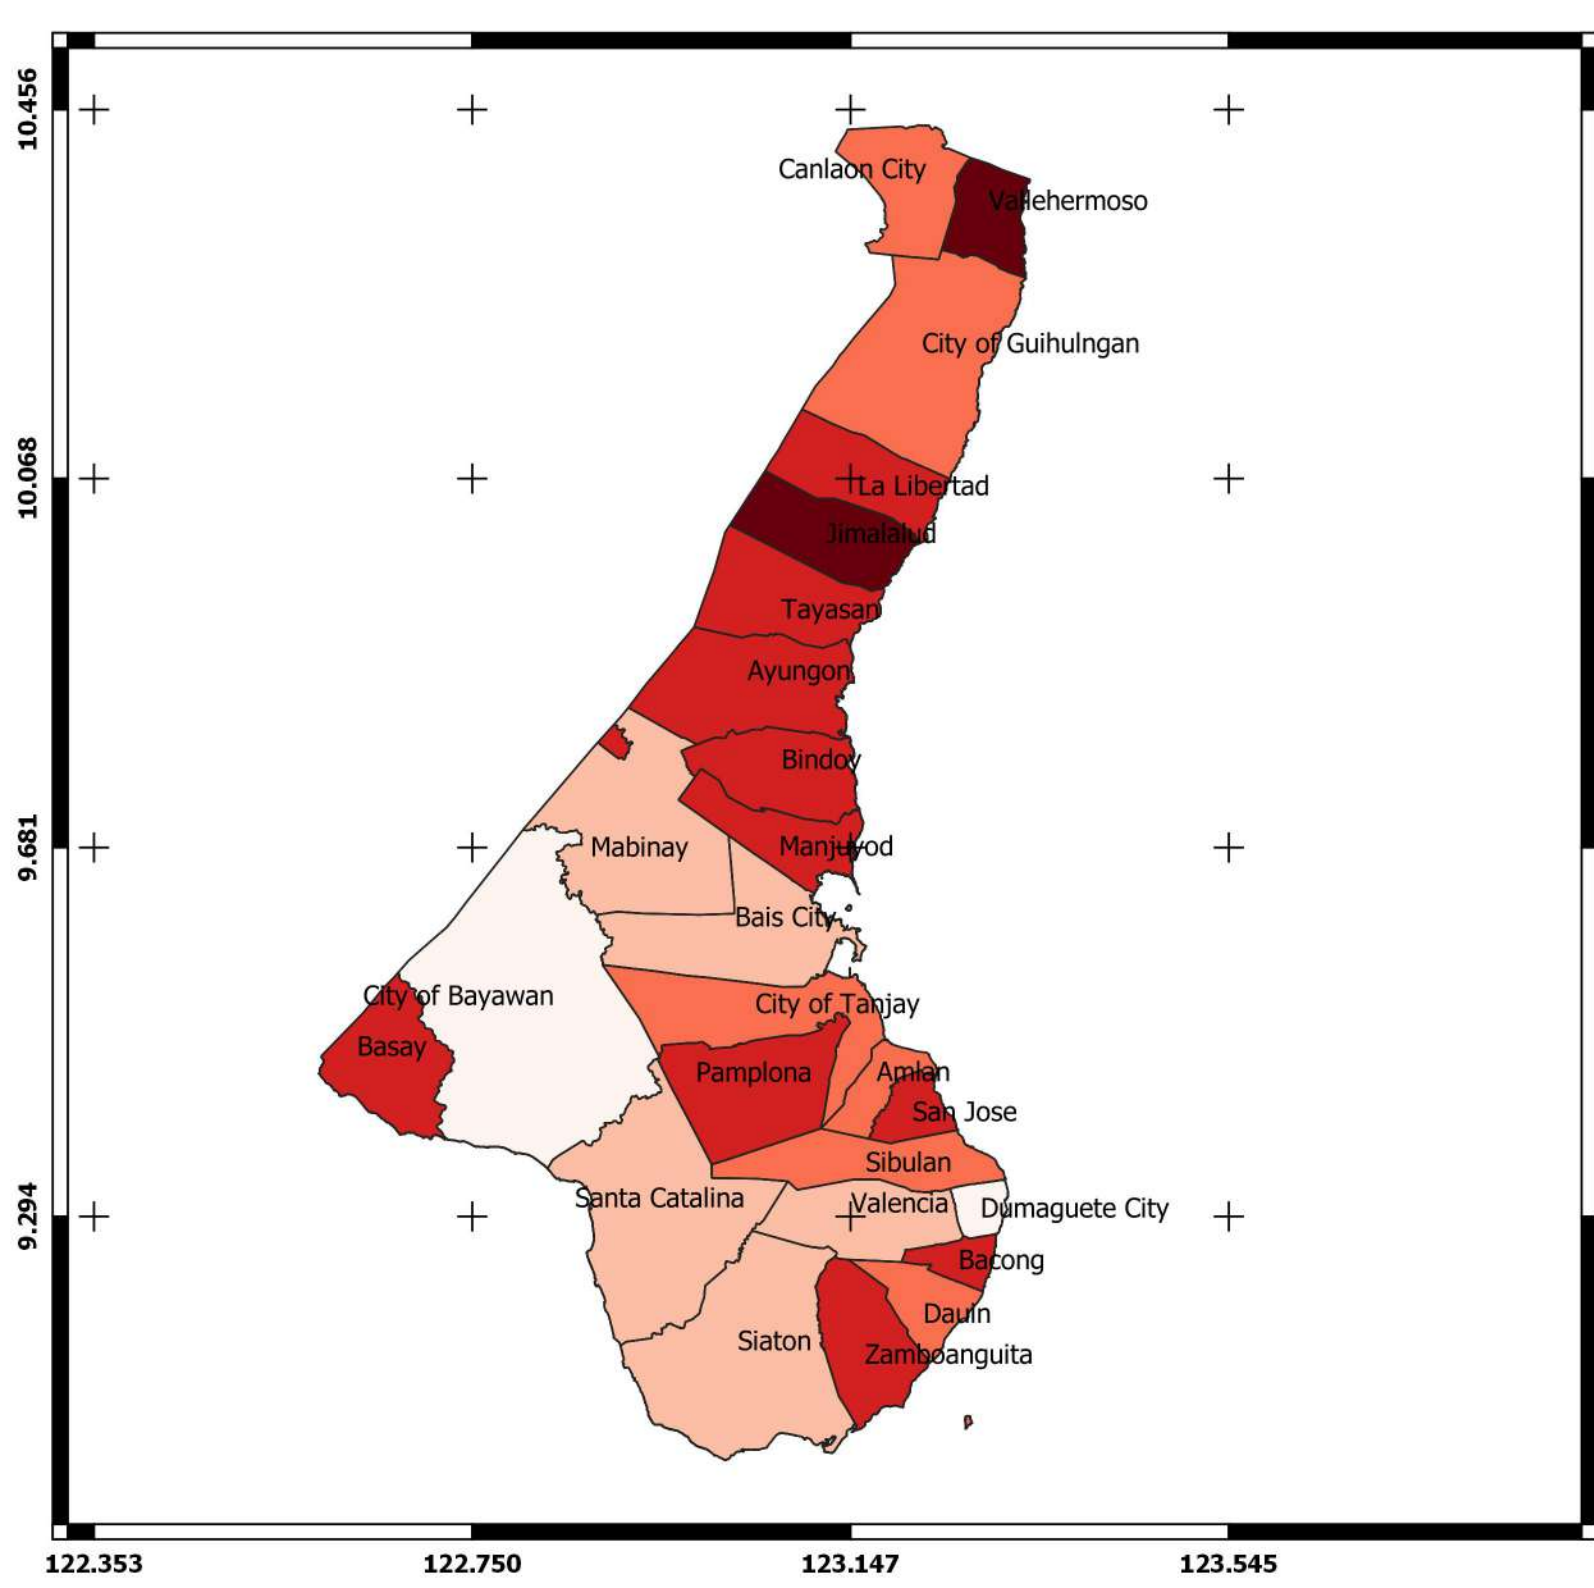 10.456
Canlaon City
Vallehermoso
City of Guihulngan
10.068
La Libertad
Jimalalud
Tayasan
Ayungon
Bindoy
9.681
Mabinay
Manjuyod
Bais City
City of Bayawan
City of Tanjay
Basay
Pamplona
Amlan
San Jose
Sibulan
9.294
Santa Catalina
Valencia
Dumaguete City
Bacong
Dauin
Siaton
Zamboanguita
122.353
122.750
123.147
123.545